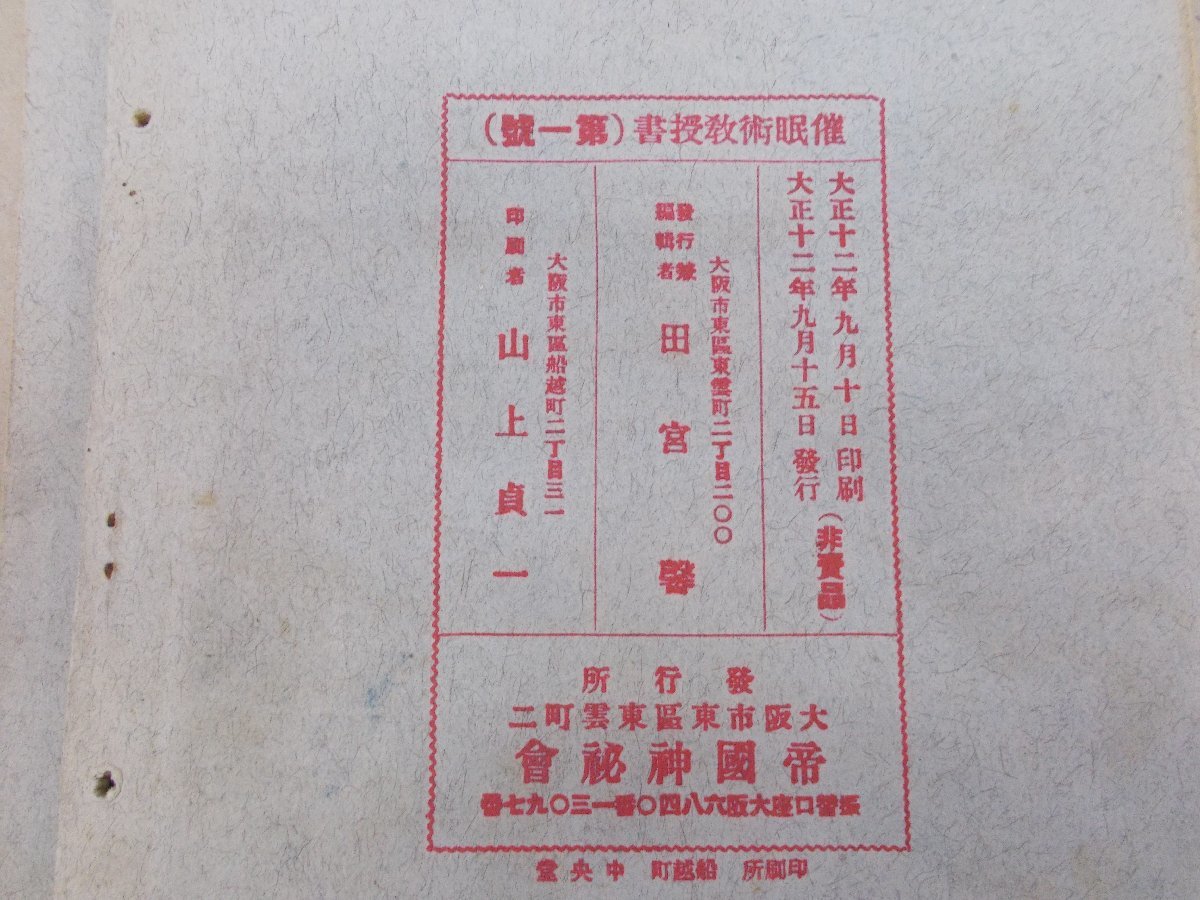 催眠術敎授書（第一號）
大正十二年九月十日印刷
大正十二年九月十五日發行
（非賣品）
大阪市東區東雲町二丁目二〇〇
發行兼
編輯者
田宮馨
大阪市東區船越町二丁目三一
印刷者
山上貞一
發行所
大阪市東區東雲町二
帝國神祕會
振替口座大阪六八四〇番一三〇九七番
印刷所 船越町 中央堂